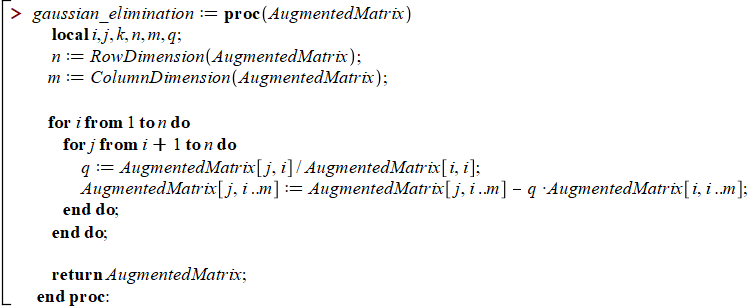 > gaussian_elimination := proc(AugmentedMatrix)
local i, j, k, n, m, q;
n := RowDimension(AugmentedMatrix);
m := ColumnDimension(AugmentedMatrix);
for i from 1 to n do
for j from i + 1 to n do
q := AugmentedMatrix[j, i] / AugmentedMatrix[i, i];
AugmentedMatrix[j, i ..m] := AugmentedMatrix[j, i ..m] - q ·AugmentedMatrix[i, i ..m];
end do;
end do;
return AugmentedMatrix;
end proc: